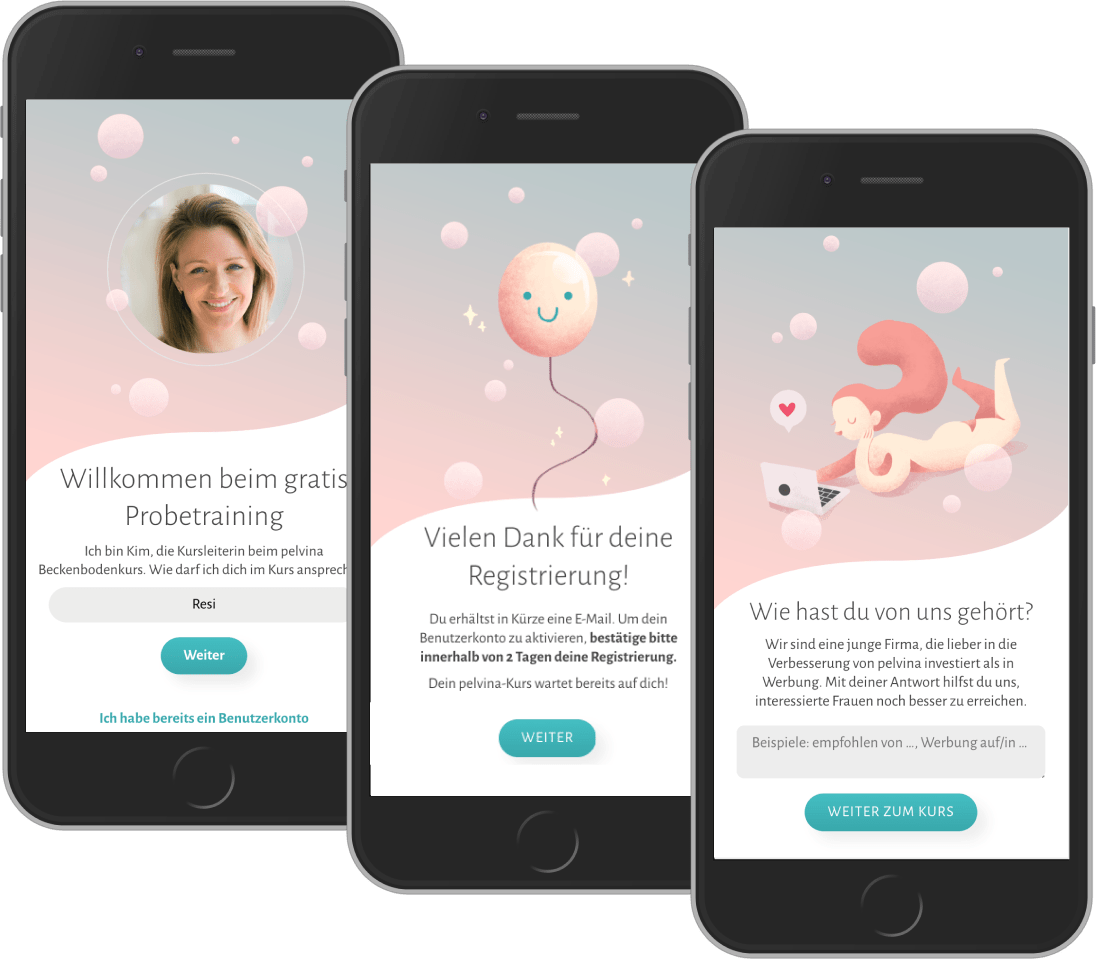 Willkommen beim gratis
Probetraining
Ich bin Kim, die Kursleiterin beim pelvina
Beckenbodenkurs. Wie darf ich dich im Kurs ansprech
Resi
Weiter
Ich habe bereits ein Benutzerkonto
Vielen Dank für deine
Registrierung!
Du erhältst in Kürze eine E-Mail. Um dein
Benutzerkonto zu aktivieren, bestätige bitte
innerhalb von 2 Tagen deine Registrierung.
Dein pelvina-Kurs wartet bereits auf dich!
WEITER
Wie hast du von uns gehört?
Wir sind eine junge Firma, die lieber in die
Verbesserung von pelvina investiert als in
Werbung. Mit deiner Antwort hilfst du uns,
interessierte Frauen noch besser zu erreichen.
Beispiele: empfohlen von ..., Werbung auf/in ...
WEITER ZUM KURS